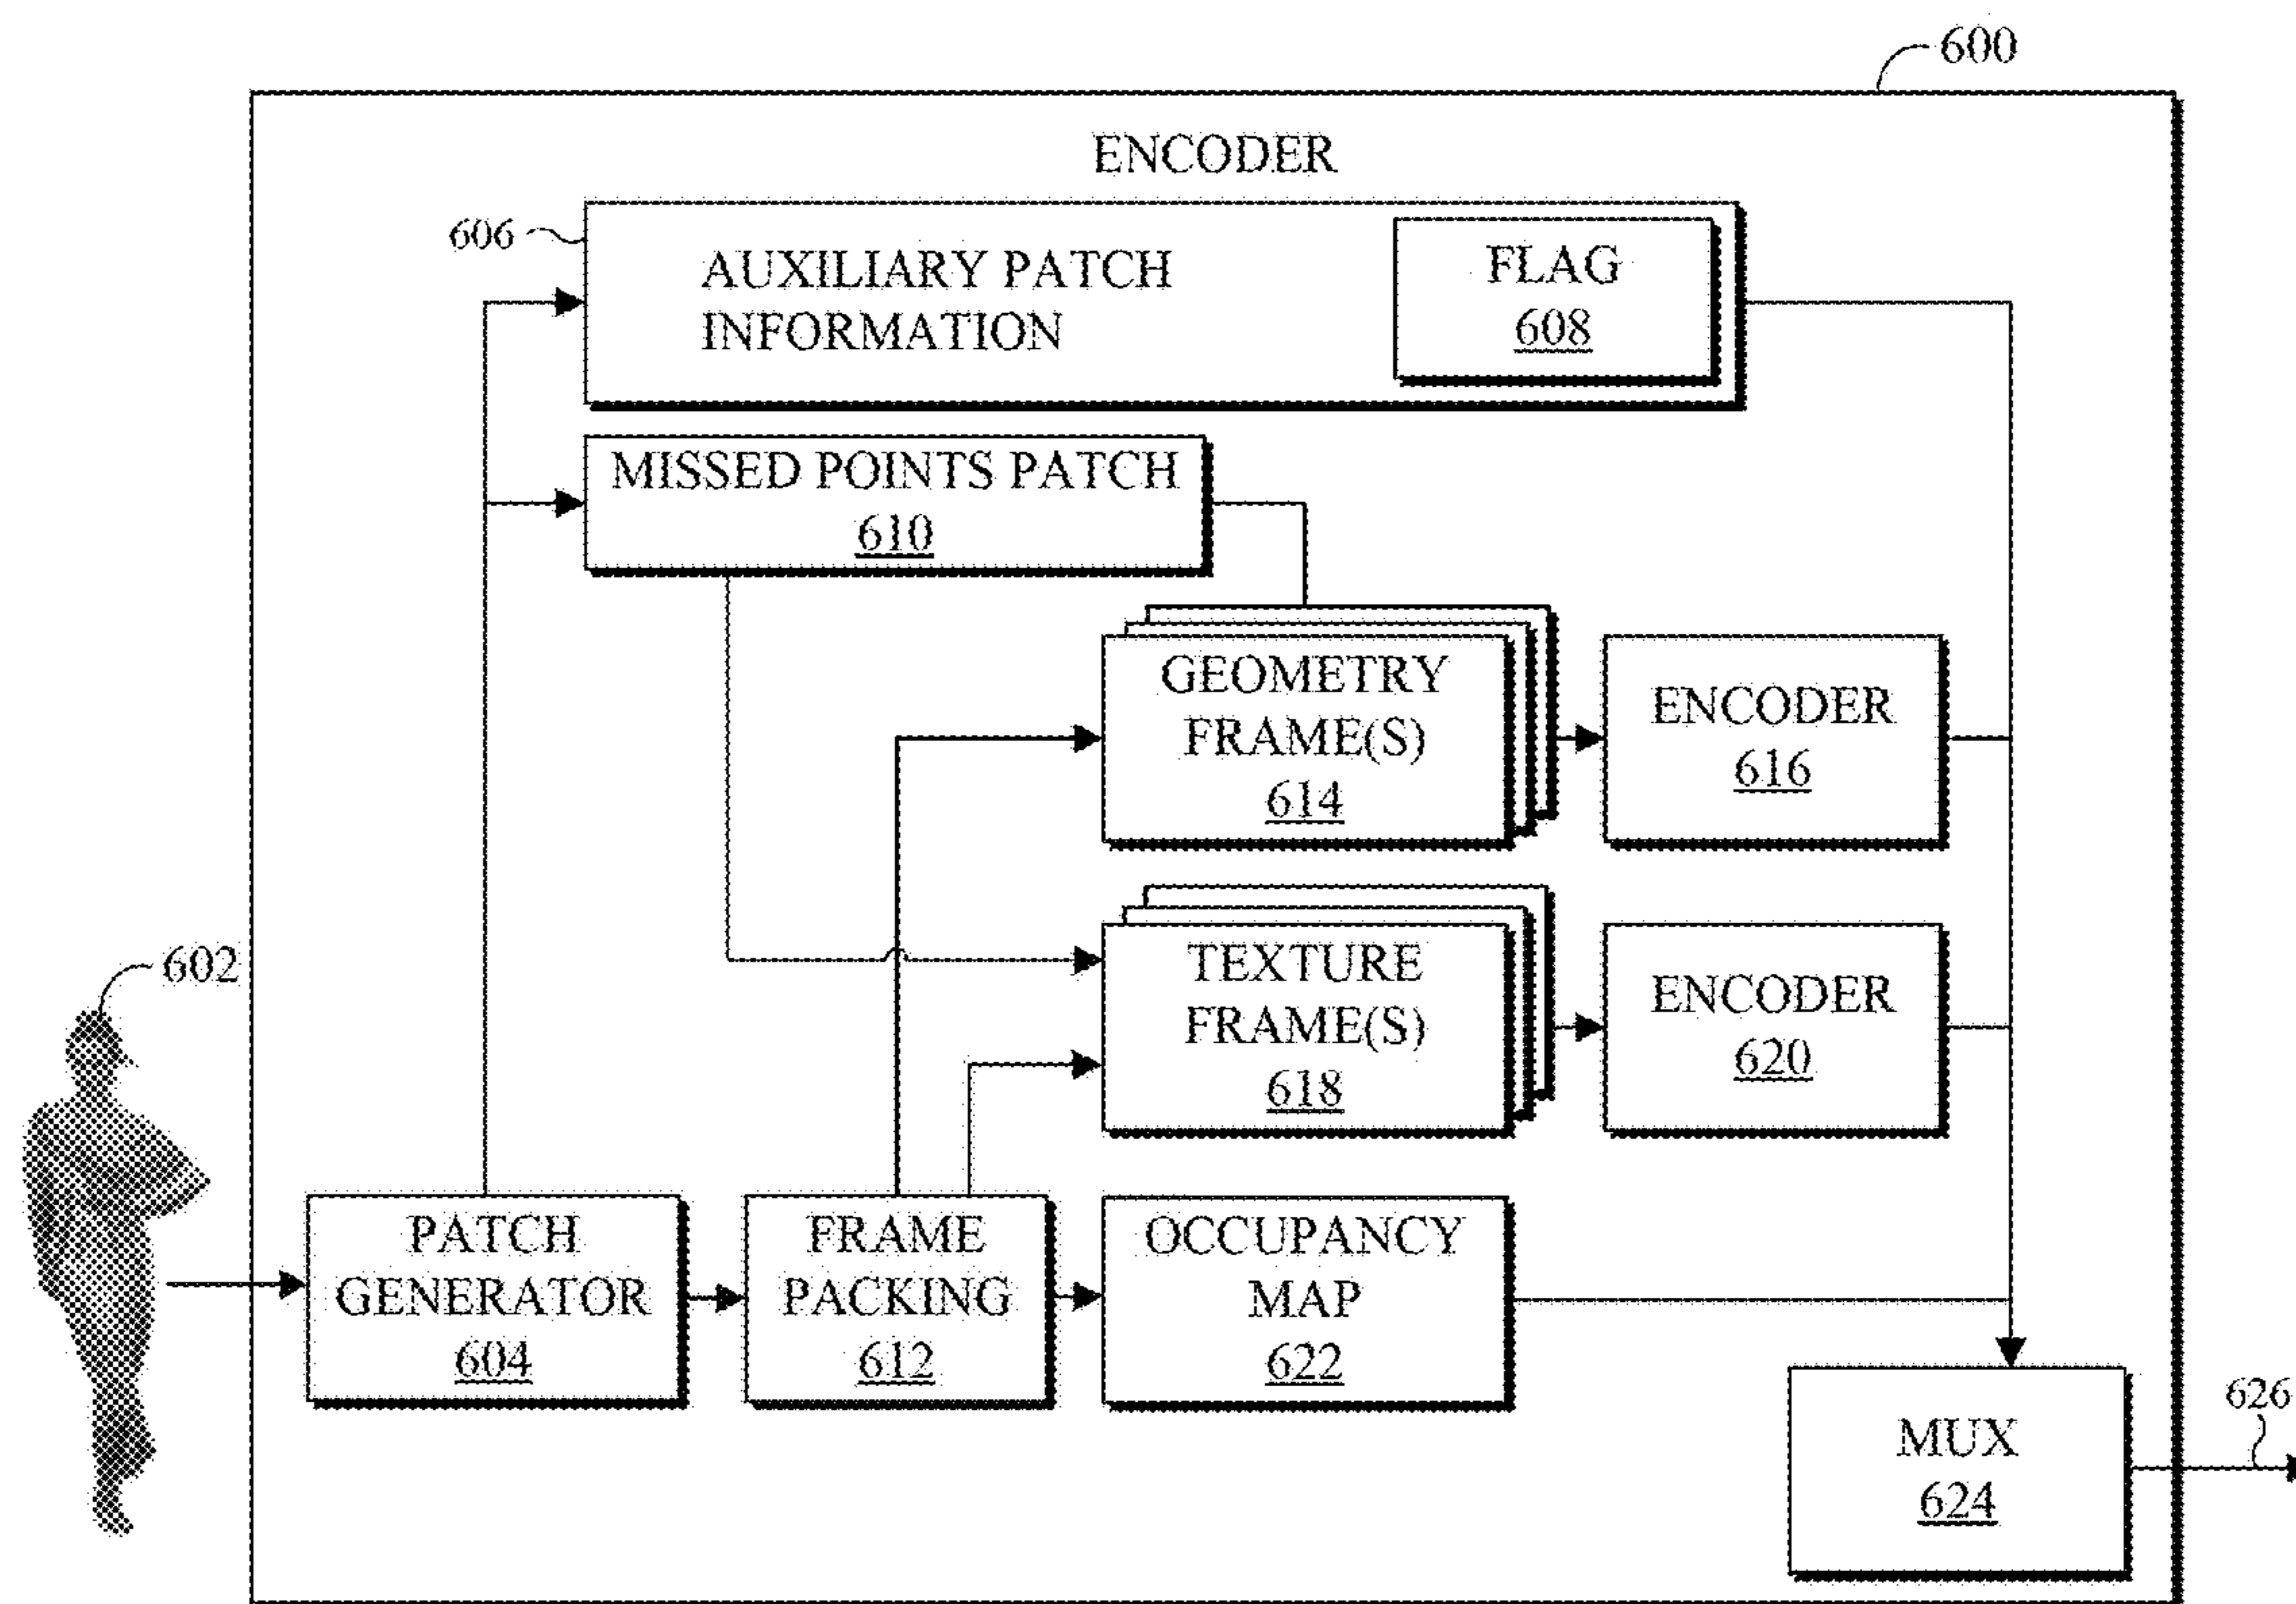 600
ENCODER
606
AUXILIARY PATCH
INFORMATION
FLAG
608
MISSED POINTS PATCH
610
GEOMETRY
FRAME(S)
614
ENCODER
616
602
TEXTURE
FRAME(S)
618
ENCODER
620
PATCH
GENERATOR
604
FRAME
PACKING
612
OCCUPANCY
MAP
622
MUX
624
626